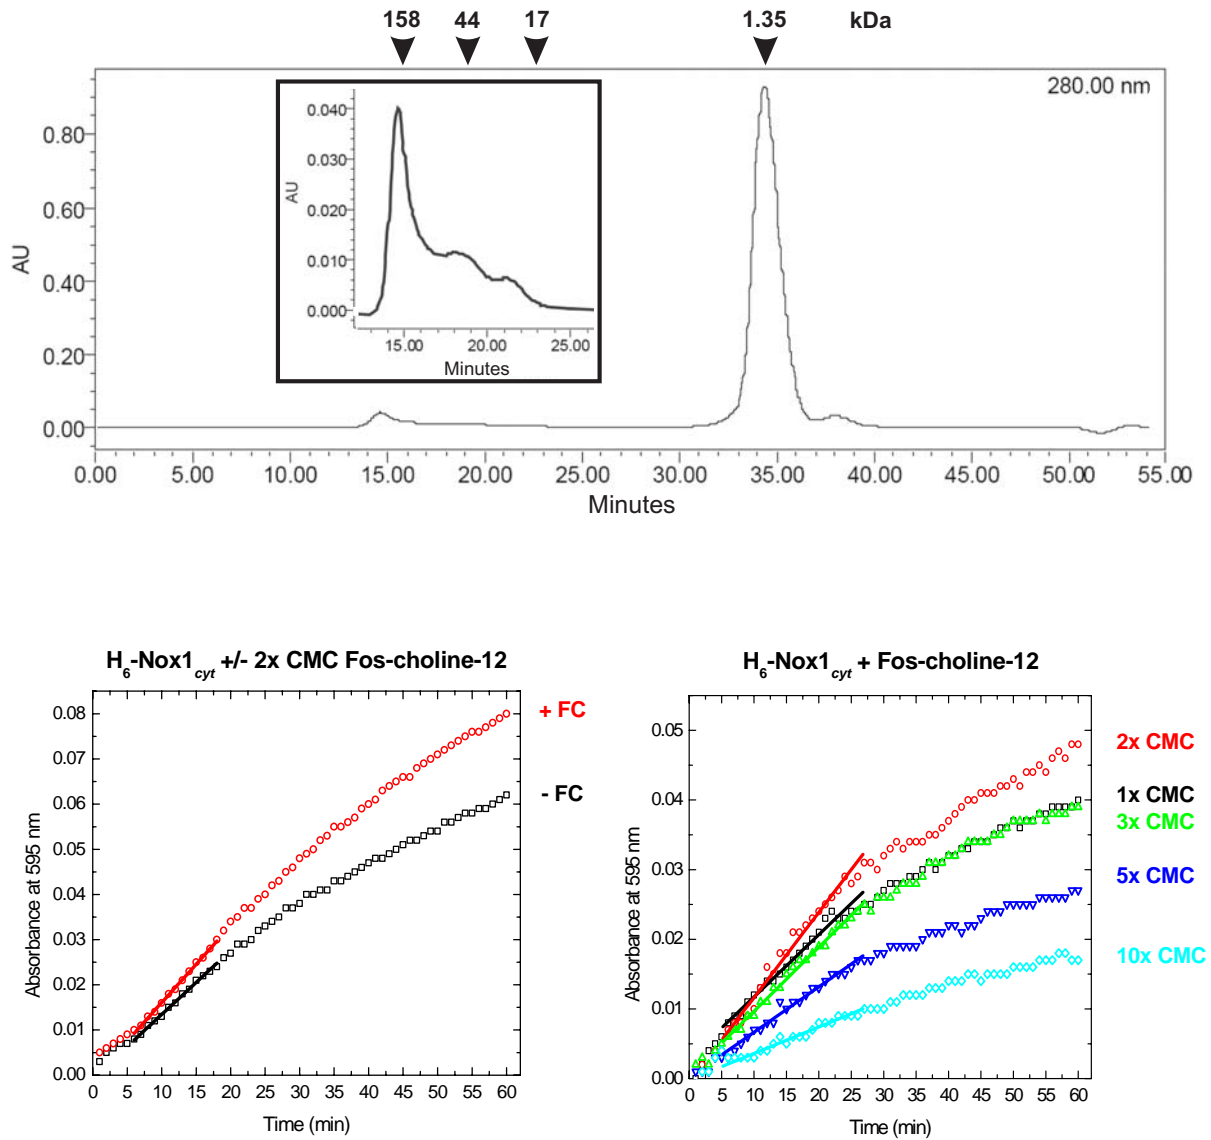 158 44 17 1.35 kDa
280.00 nm
AU
0.80
0.60
0.40
0.20
0.00
0.00 5.00 10.00 15.00 20.00 25.00 30.00 35.00 40.00 45.00 50.00 55.00
Minutes
AU
0.040
0.030
0.020
0.010
0.000
15.00 20.00 25.00
Minutes
H6-Nox1cyt +/- 2x CMC Fos-choline-12
Absorbance at 595 nm
0.08
0.07
0.06
0.05
0.04
0.03
0.02
0.01
0.00
0 5 10 15 20 25 30 35 40 45 50 55 60
Time (min)
+ FC
- FC
H6-Nox1cyt + Fos-choline-12
Absorbance at 595 nm
0.05
0.04
0.03
0.02
0.01
0.00
0 5 10 15 20 25 30 35 40 45 50 55 60
Time (min)
2x CMC
1x CMC
3x CMC
5x CMC
10x CMC